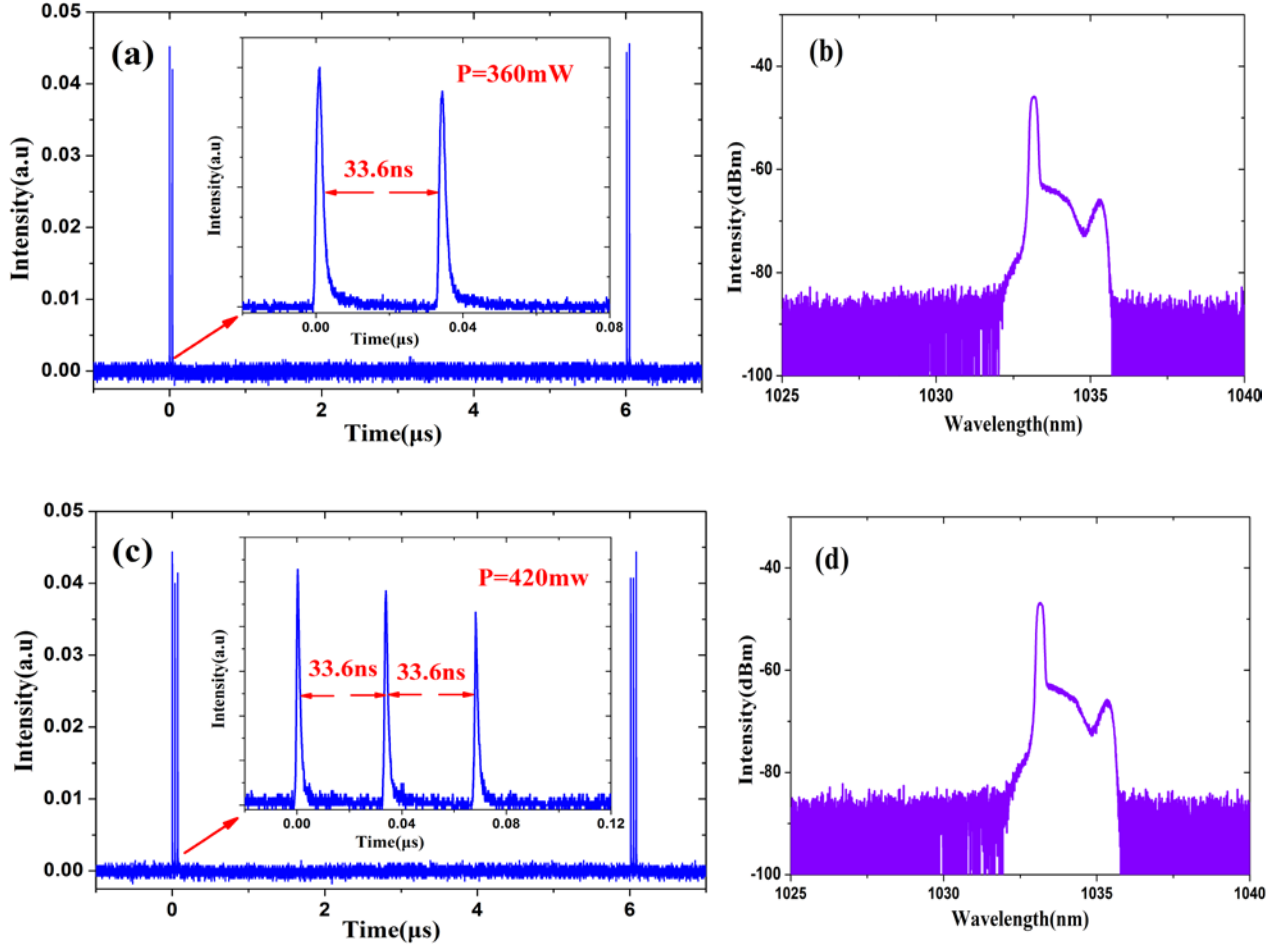 (a)
P=360mW
33.6ns
Intensity(a.u)
0.00 0.04 0.08
Time(μs)
0.05
0.04
0.03
0.02
0.01
0.00
Intensity(a.u)
0 2 4 6
Time(μs)
(b)
-40
-60
-80
-100
Intensity(dBm)
1025 1030 1035 1040
Wavelength(nm)
(c)
P=420mw
33.6ns 33.6ns
Intensity(a.u)
0.00 0.04 0.08 0.12
Time(μs)
0.05
0.04
0.03
0.02
0.01
0.00
Intensity(a.u)
0 2 4 6
Time(μs)
(d)
-40
-60
-80
-100
Intensity(dBm)
1025 1030 1035 1040
Wavelength(nm)